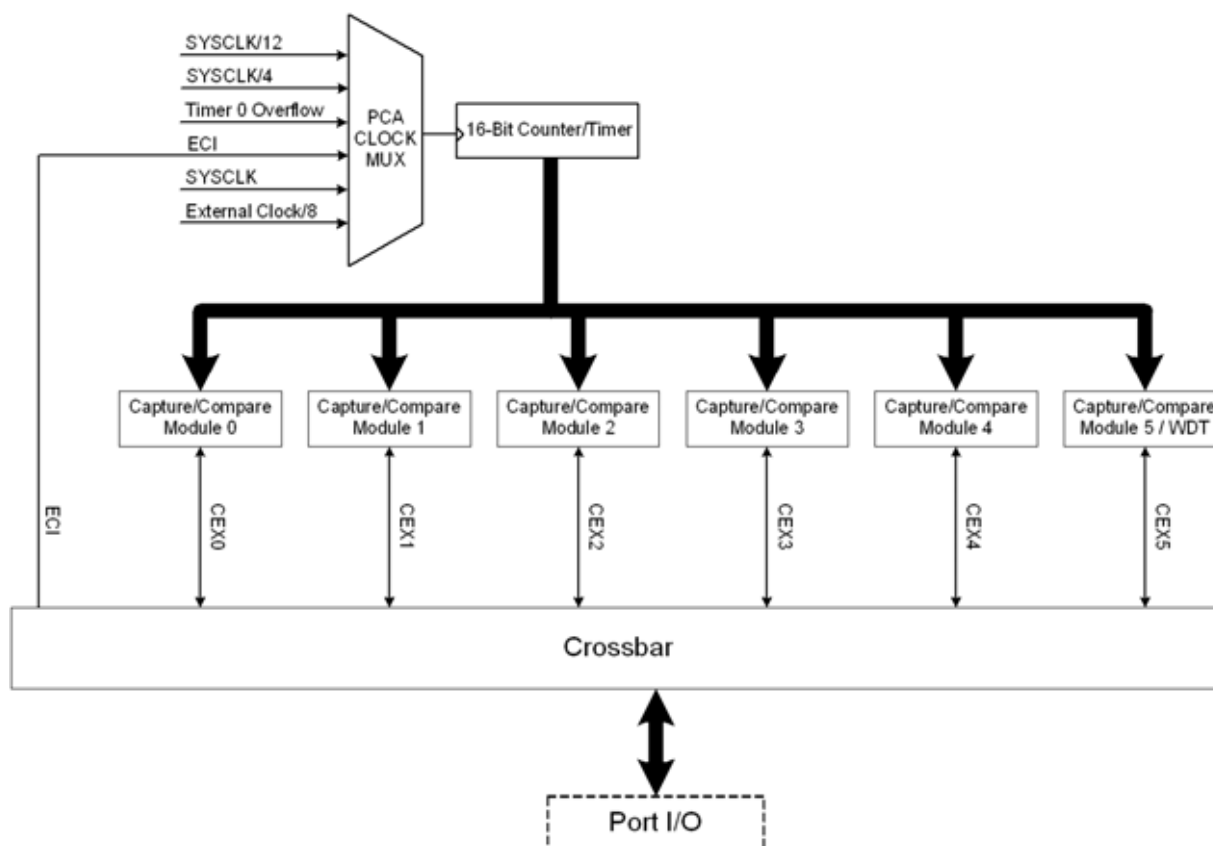 SYSCLK/12
SYSCLK/4
Timer 0 Overflow
ECI
SYSCLK
External Clock/8
PCA
CLOCK
MUX
16-Bit Counter/Timer
Capture/Compare
Module 0
Capture/Compare
Module 1
Capture/Compare
Module 2
Capture/Compare
Module 3
Capture/Compare
Module 4
Capture/Compare
Module 5 / WDT
ECI
CEX0
CEX1
CEX2
CEX3
CEX4
CEX5
Crossbar
Port I/O